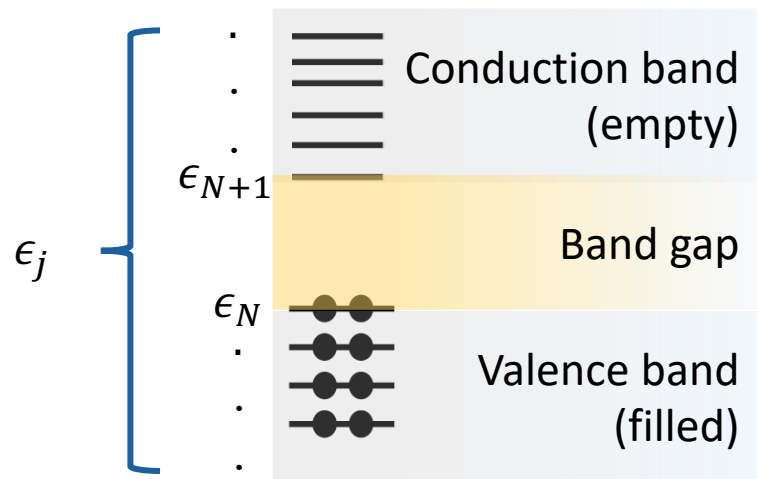 Conduction band
(empty)
ϵ_{N+1}
Band gap
ϵ_j
ϵ_N
Valence band
(filled)